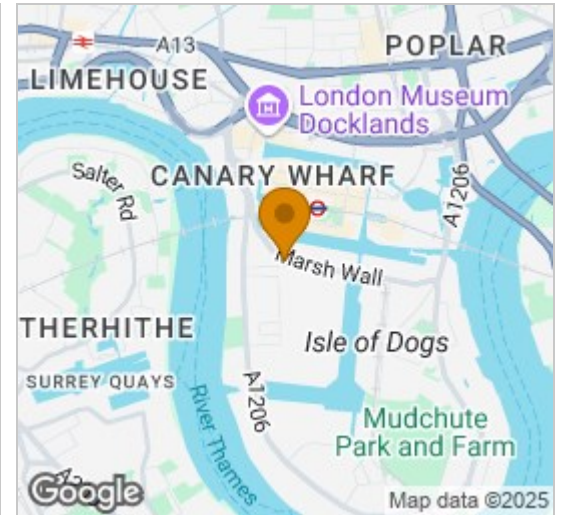 A13
POPLAR
LIMEHOUSE
London Museum
Docklands
Salter Rd
CANARY WHARF
A1206
Marsh Wall
THERHITHE
Isle of Dogs
SURREY QUAYS
A1206
River Thames
Mudchute
Park and Farm
Google
Map data ©2025